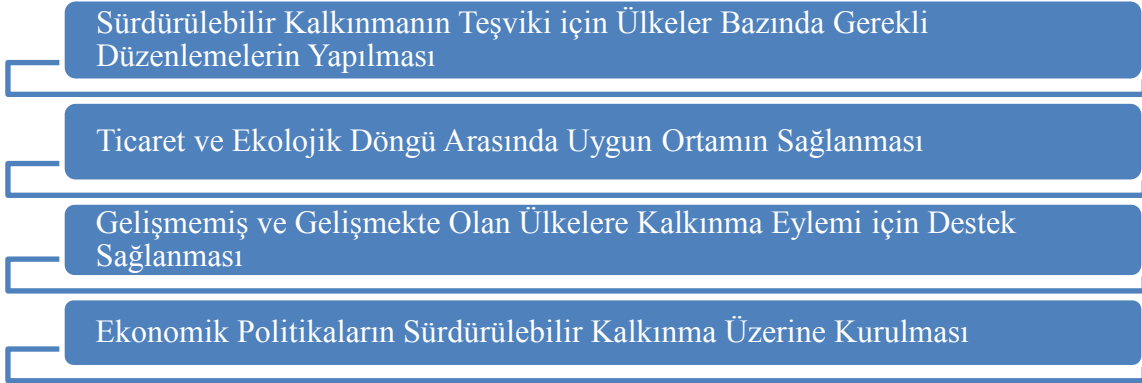 Sürdürülebilir Kalkınmanın Teşviki için Ülkeler Bazında Gerekli
Düzenlemelerin Yapılması
Ticaret ve Ekolojik Döngü Arasında Uygun Ortamın Sağlanması
Gelişmemiş ve Gelişmekte Olan Ülkelere Kalkınma Eylemi için Destek
Sağlanması
Ekonomik Politikaların Sürdürülebilir Kalkınma Üzerine Kurulması